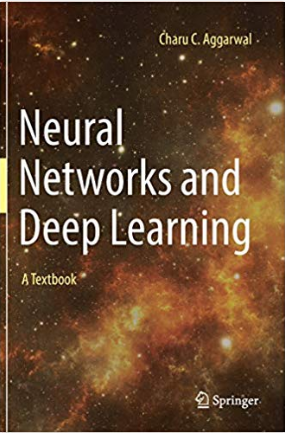 Charu C. Aggarwal
Neural
Networks and
Deep Learning
A Textbook
Springer